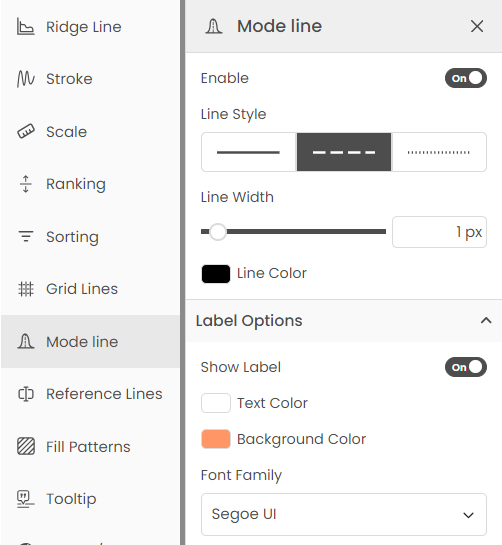 Ridge Line
Stroke
Scale
Ranking
Sorting
Grid Lines
Mode line
Reference Lines
Fill Patterns
Tooltip
Mode line
Enable
On
Line Style
Line Width
1 px
Line Color
Label Options
Show Label
On
Text Color
Background Color
Font Family
Segoe UI